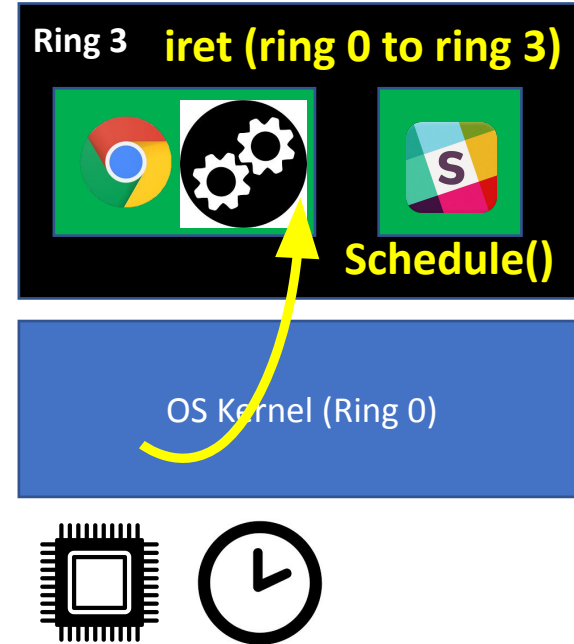 Ring 3 iret (ring 0 to ring 3)
S
Schedule()
OS Kernel (Ring 0)